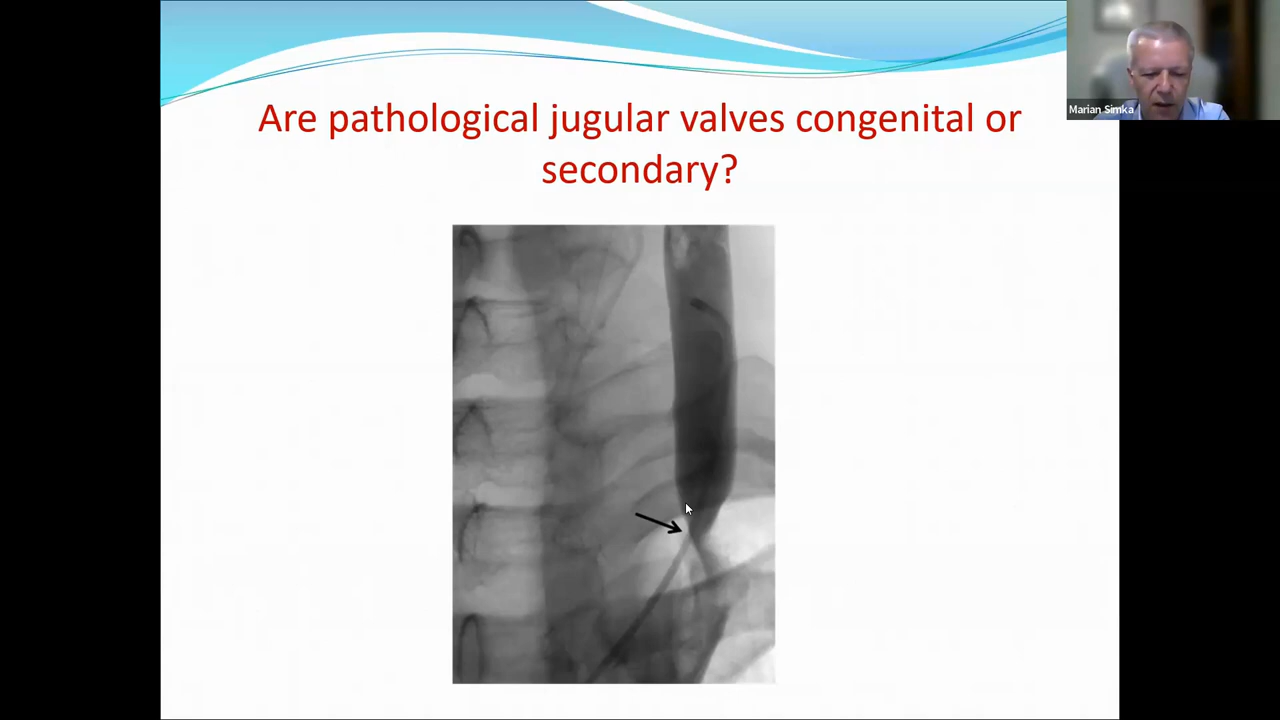 Are pathological jugular valves congenital or
secondary?
Marian Simka